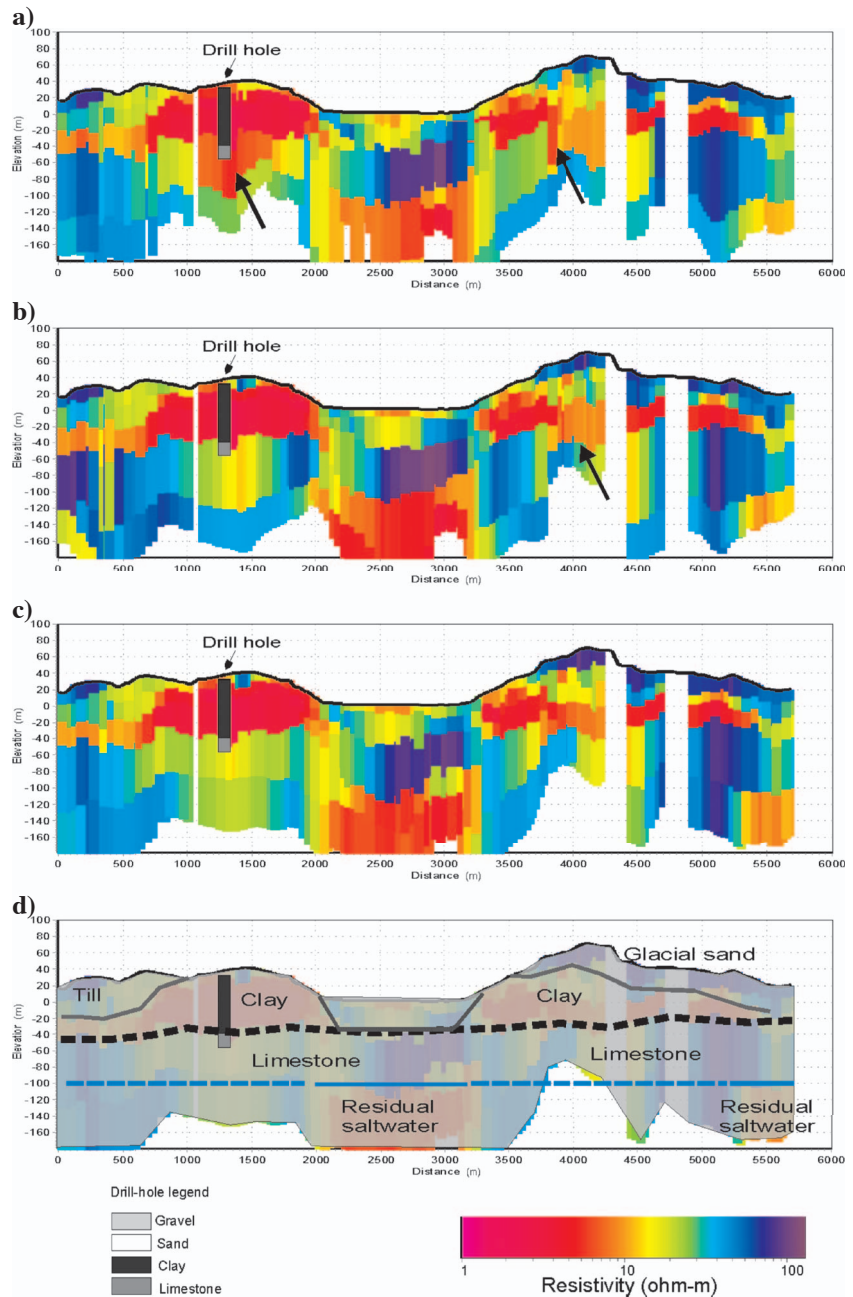 a)
100
80
60
40
20
0
-20
-40
-60
-80
-100
-120
-140
-160
Elevation (m)
Drill hole
0 500 1000 1500 2000 2500 3000 3500 4000 4500 5000 5500 6000
Distance (m)
b)
100
80
60
40
20
0
-20
-40
-60
-80
-100
-120
-140
-160
Elevation (m)
Drill hole
0 500 1000 1500 2000 2500 3000 3500 4000 4500 5000 5500 6000
Distance (m)
c)
100
80
60
40
20
0
-20
-40
-60
-80
-100
-120
-140
-160
Elevation (m)
Drill hole
0 500 1000 1500 2000 2500 3000 3500 4000 4500 5000 5500 6000
Distance (m)
d)
100
80
60
40
20
0
-20
-40
-60
-80
-100
-120
-140
-160
Elevation (m)
Glacial sand
Till Clay Clay
Limestone Limestone
Residual saltwater
Residual saltwater
0 500 1000 1500 2000 2500 3000 3500 4000 4500 5000 5500 6000
Distance (m)
Drill-hole legend
Gravel
Sand
Clay
Limestone
1 10 100
Resistivity (ohm-m)